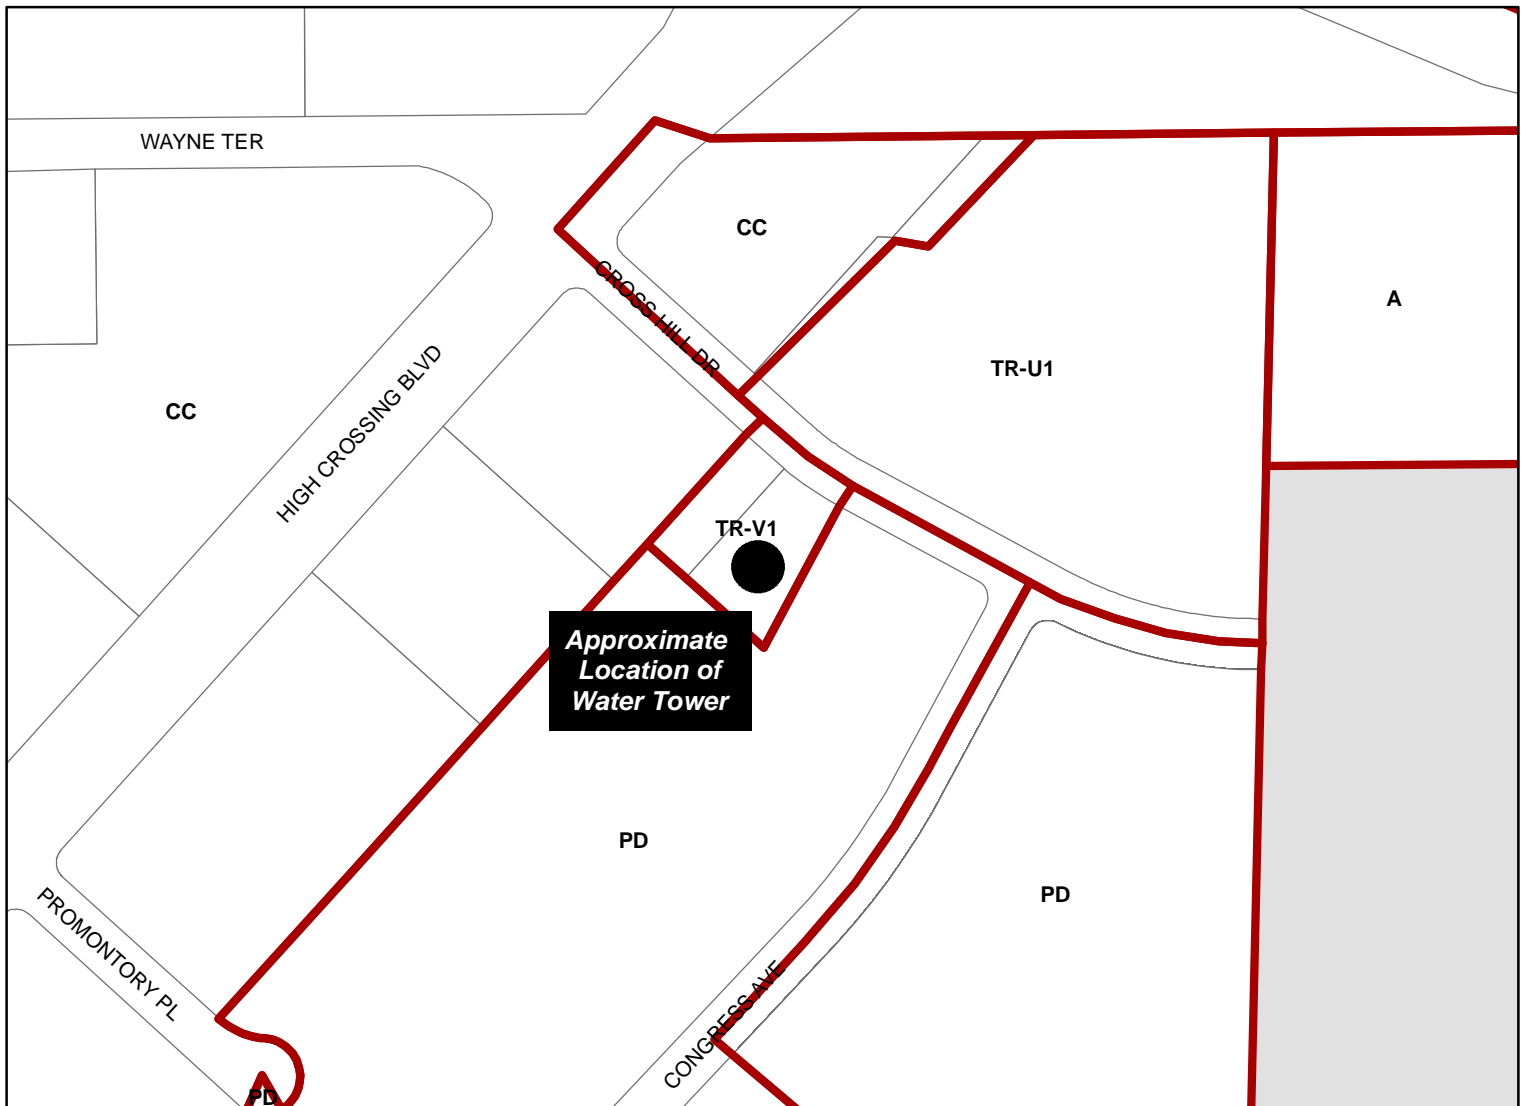 WAYNE TER
CC
CROSS HILL DR
A
TR-U1
CC
HIGH CROSSING BLVD
TR-V1
Approximate
Location of
Water Tower
PD
PD
PROMONTORY PL
CONGRESS AVE
PD